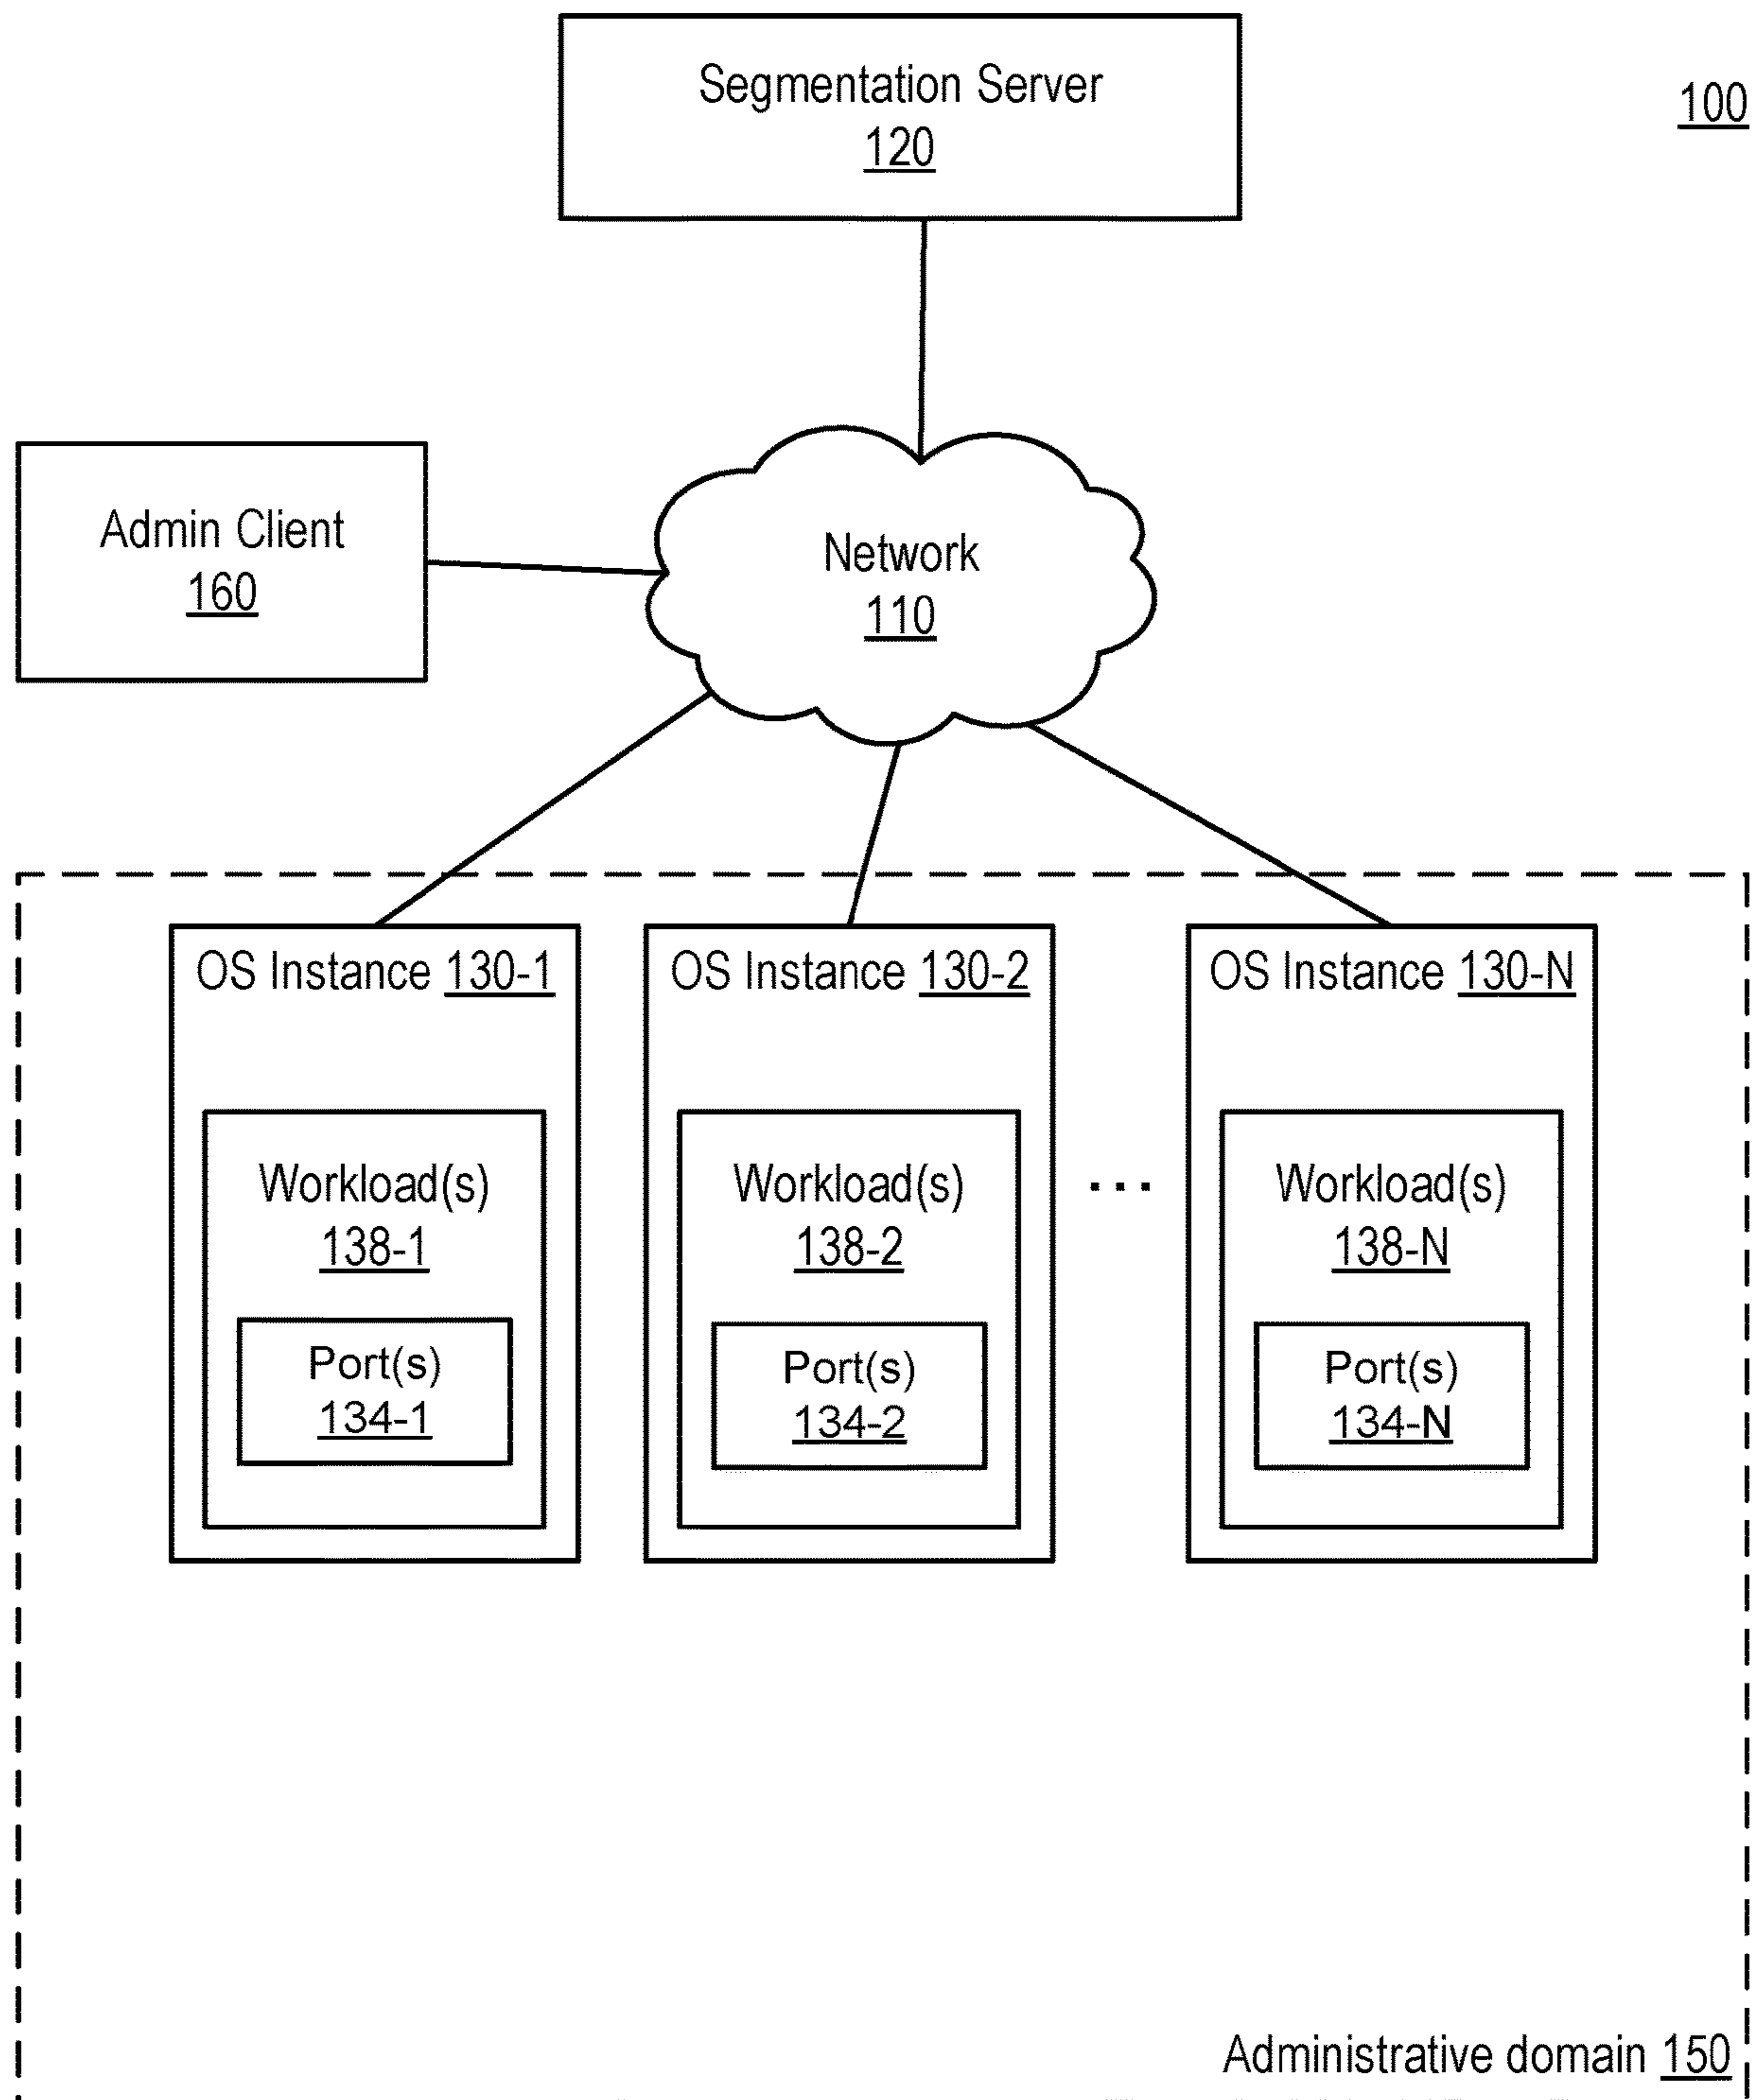 Segmentation Server
120
100
Admin Client
160
Network
110
OS Instance 130-1
Workload(s)
138-1
Port(s)
134-1
OS Instance 130-2
Workload(s)
138-2
Port(s)
134-2
...
OS Instance 130-N
Workload(s)
138-N
Port(s)
134-N
Administrative domain 150